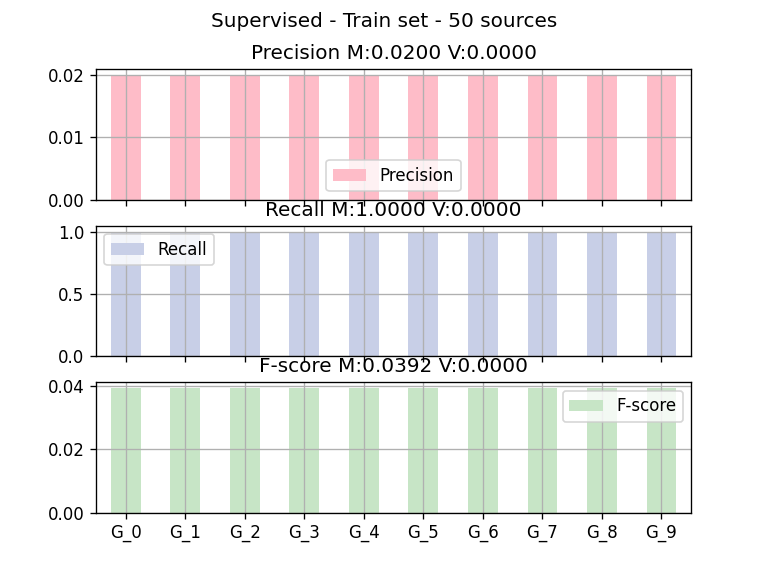 Supervised - Train set - 50 sources
Precision M:0.0200 V:0.0000
0.02
0.01
0.00
Precision
Recall M:1.0000 V:0.0000
1.0
0.5
0.0
Recall
F-score M:0.0392 V:0.0000
0.04
0.02
0.00
F-score
G_0 G_1 G_2 G_3 G_4 G_5 G_6 G_7 G_8 G_9